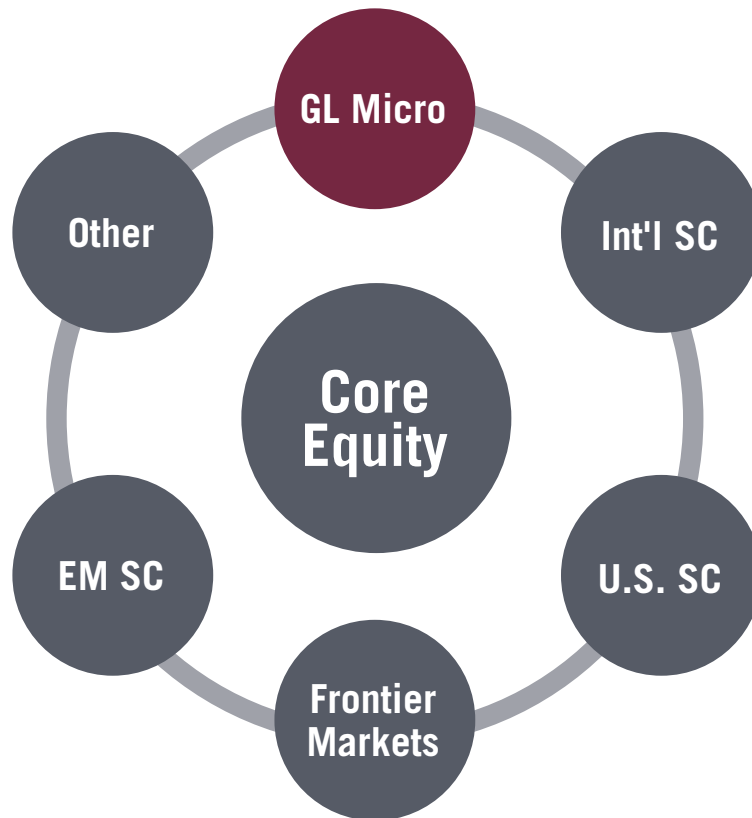 GL Micro
Other
Int'l SC
Core
Equity
EM SC
U.S. SC
Frontier
Markets